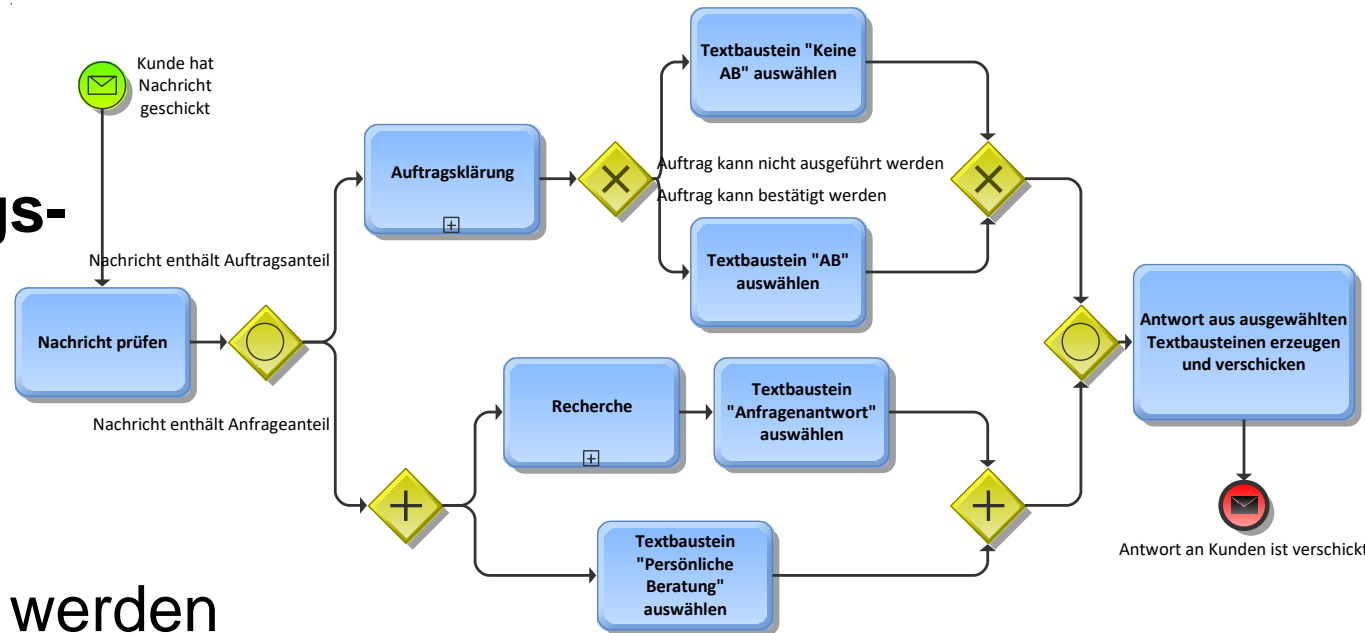 Kunde hat
Nachricht
geschickt
Textbaustein "Keine
AB" auswählen
Auftragsklärung
Auftrag kann nicht ausgeführt werden
Auftrag kann bestätigt werden
gs-
Nachricht enthält Auftragsanteil
Textbaustein "AB"
auswählen
Nachricht prüfen
Antwort aus ausgewählten
Textbausteinen erzeugen
und verschicken
Nachricht enthält Anfrageanteil
Recherche
Textbaustein
"Anfragenantwort"
auswählen
Textbaustein
"Persönliche
Beratung"
auswählen
Antwort an Kunden ist verschickt
werden